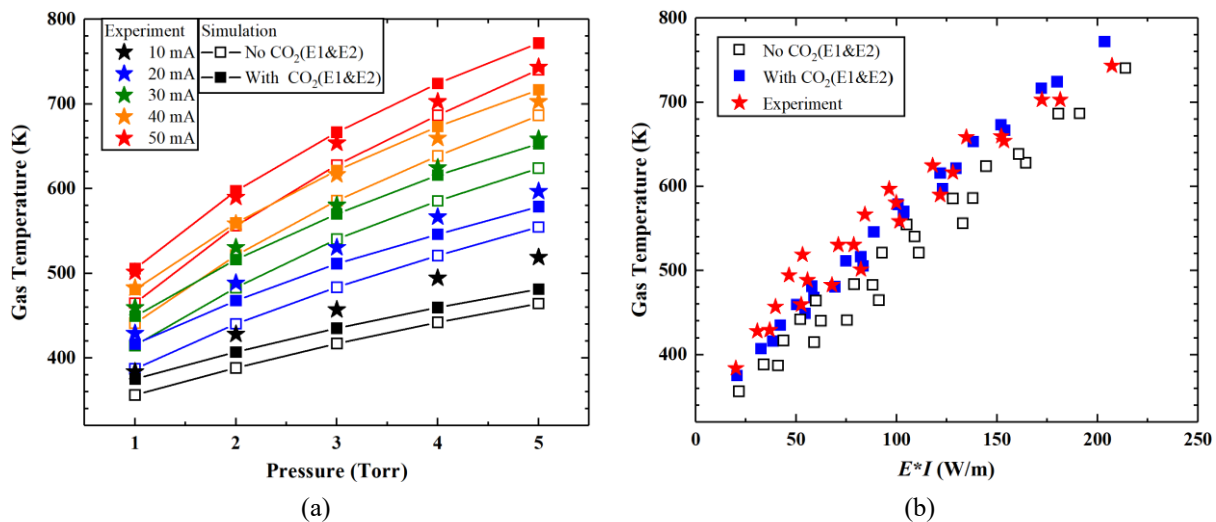 800
700
600
500
400
Gas Temperature (K)
Experiment
10 mA
20 mA
30 mA
40 mA
50 mA
Simulation
No CO₂(E1&E2)
With CO₂(E1&E2)
1 2 3 4 5
Pressure (Torr)
(a)
800
700
600
500
400
Gas Temperature (K)
No CO₂(E1&E2)
With CO₂(E1&E2)
Experiment
0 50 100 150 200 250
E*I (W/m)
(b)